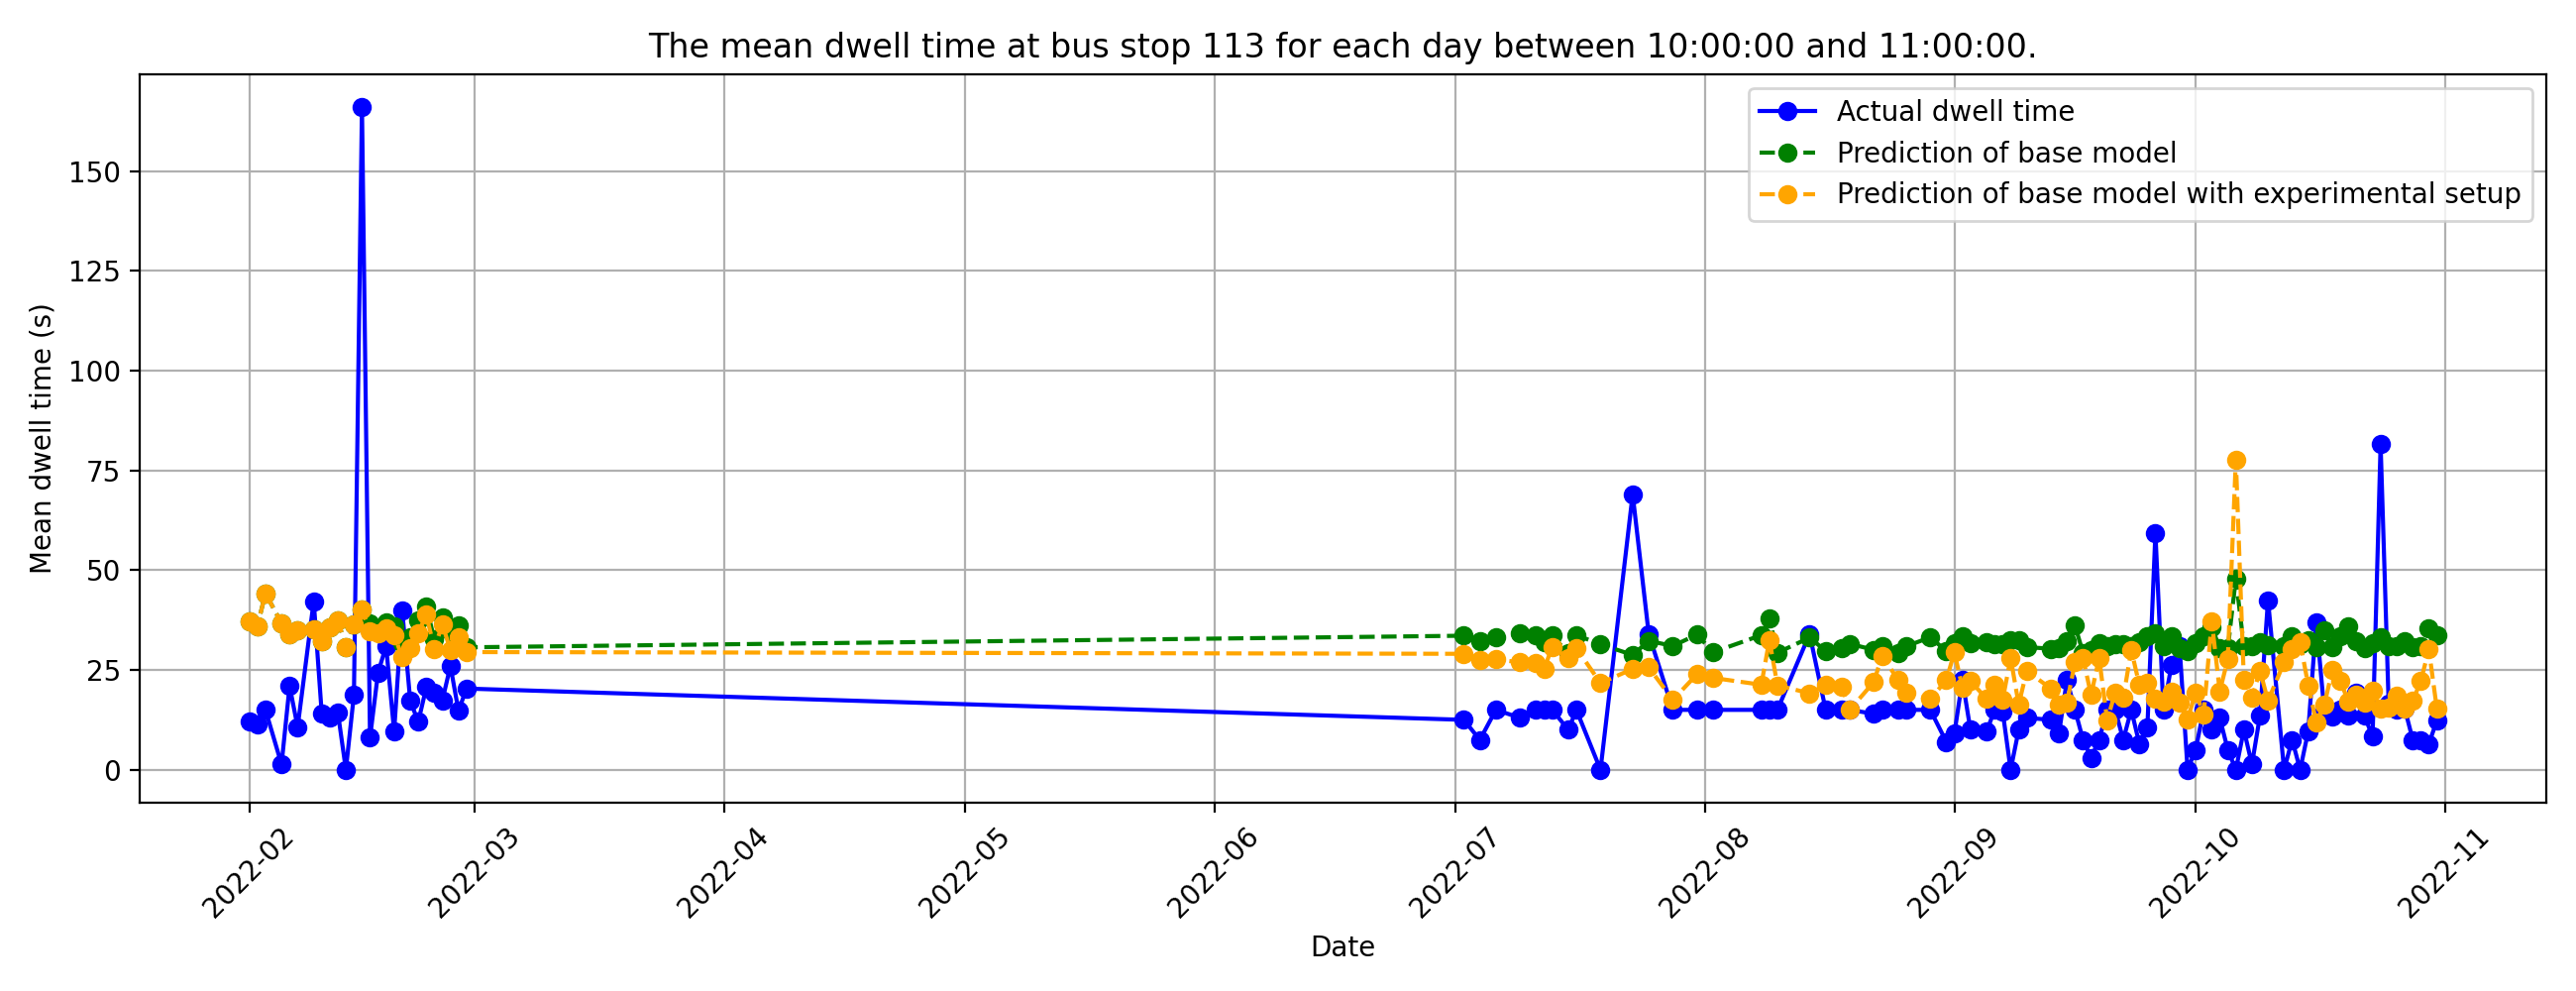 The mean dwell time at bus stop 113 for each day between 10:00:00 and 11:00:00.
Actual dwell time
Prediction of base model
Prediction of base model with experimental setup
Mean dwell time (s)
150
125
100
75
50
25
0
2022-02
2022-03
2022-04
2022-05
2022-06
2022-07
2022-08
2022-09
2022-10
2022-11
Date